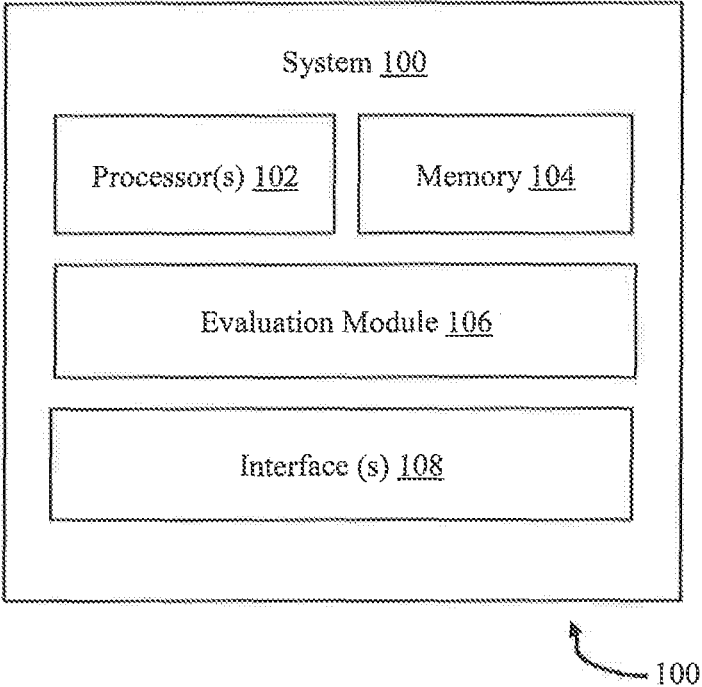 System 100
Processor(s) 102
Memory 104
Evaluation Module 106
Interface (s) 108
100